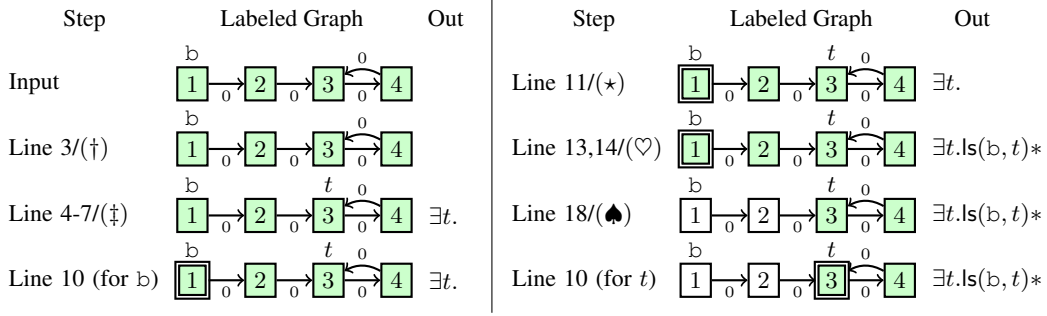 Step Labeled Graph Out
b
0
Input 1 2 3 4
0 0 0
b
0
Line 3/(†) 1 2 3 4
0 0 0
b t
0
Line 4-7/(‡) 1 2 3 4 ∃t.
0 0 0
b t
0
Line 10 (for b) 1 2 3 4 ∃t.
0 0 0
Step Labeled Graph Out
b t
0
Line 11/(⋆) 1 2 3 4 ∃t.
0 0 0
b t
0
Line 13,14/(♡) 1 2 3 4 ∃t.ls(b, t)∗
0 0 0
b t
0
Line 18/(♠) 1 2 3 4 ∃t.ls(b, t)∗
0 0 0
b t
0
Line 10 (for t) 1 2 3 4 ∃t.ls(b, t)∗
0 0 0